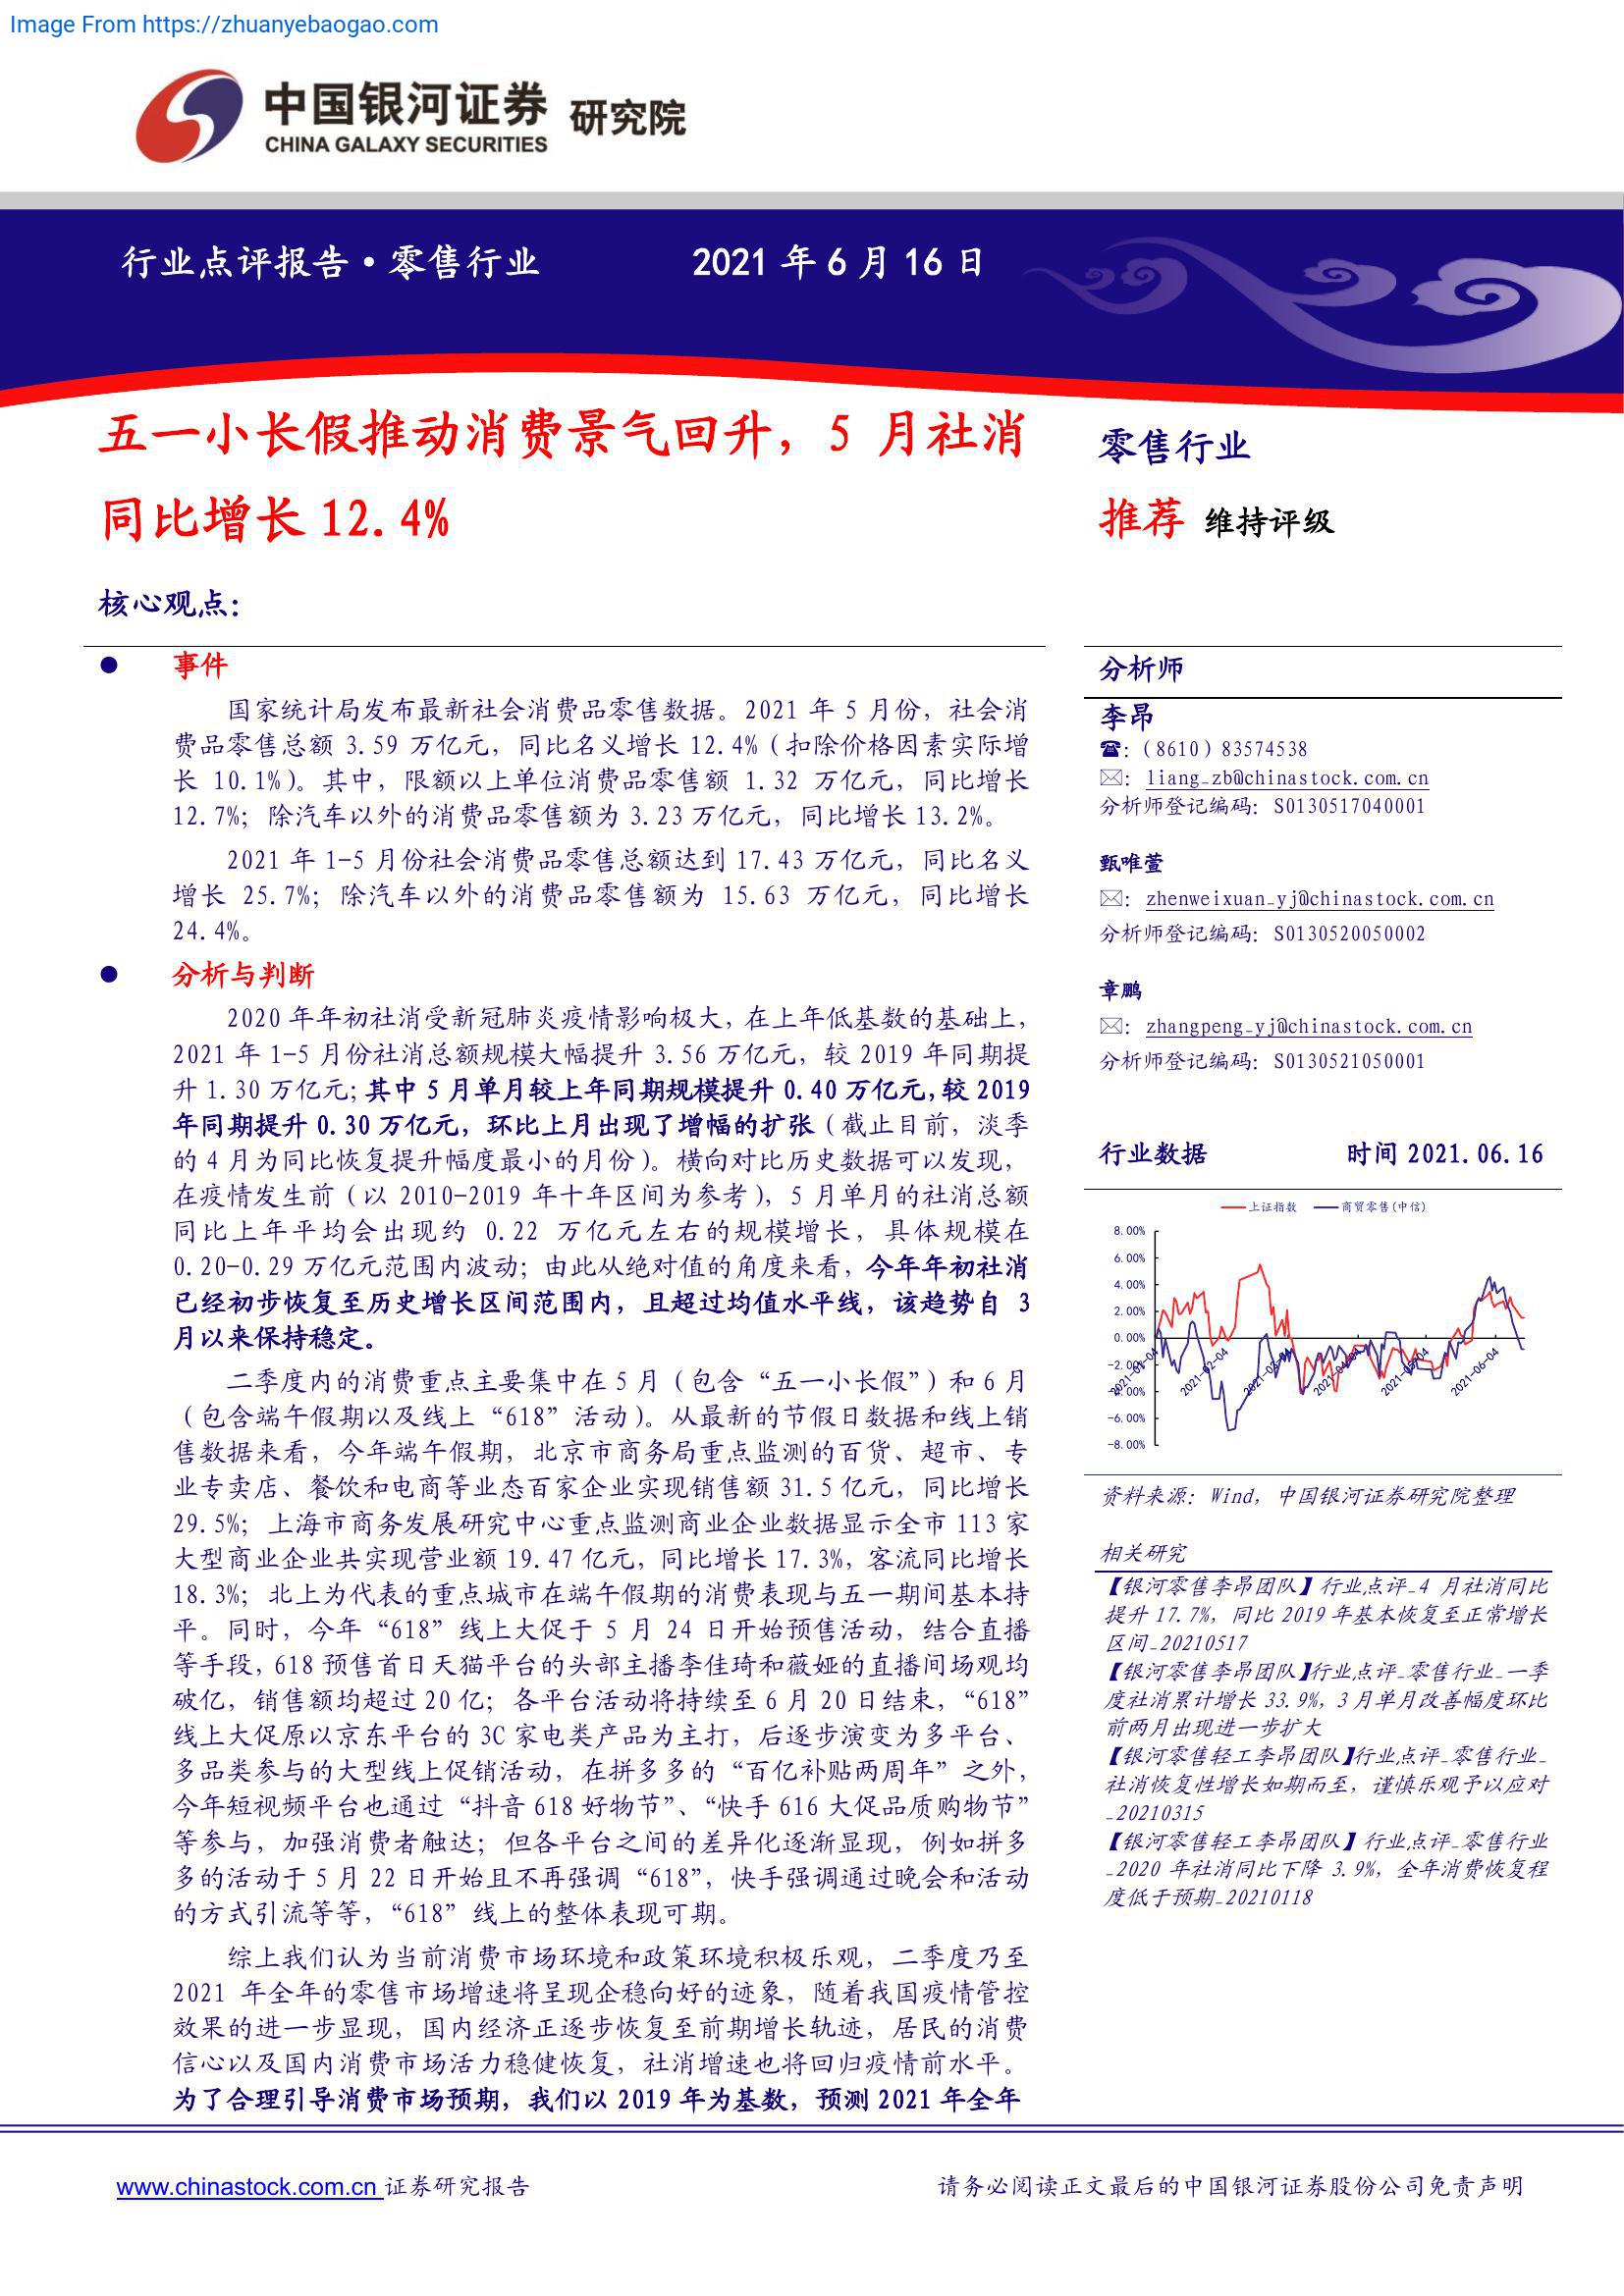 Image From https://zhuanyebaogao.com
中国银河证券 研究院
CHINA GALAXY SECURITIES
行业点评报告·零售行业 2021 年 6 月 16 日
五一小长假推动消费景气回升，5 月社消
同比增长 12.4%
核心观点：
● 事件
国家统计局发布最新社会消费品零售数据。2021 年 5 月份，社会消
费品零售总额 3.59 万亿元，同比名义增长 12.4%（扣除价格因素实际增
长 10.1%）。其中，限额以上单位消费品零售额 1.32 万亿元，同比增长
12.7%；除汽车以外的消费品零售额为 3.23 万亿元，同比增长 13.2%。
2021 年 1-5 月份社会消费品零售总额达到 17.43 万亿元，同比名义
增长 25.7%；除汽车以外的消费品零售额为 15.63 万亿元，同比增长
24.4%。
● 分析与判断
2020 年年初社消受新冠肺炎疫情影响极大，在上年低基数的基础上，
2021 年 1-5 月份社消总额规模大幅提升 3.56 万亿元，较 2019 年同期提
升 1.30 万亿元；其中 5 月单月较上年同期规模提升 0.40 万亿元，较 2019
年同期提升 0.30 万亿元，环比上月出现了增幅的扩张（截止目前，淡季
的 4 月为同比恢复提升幅度最小的月份）。横向对比历史数据可以发现，
在疫情发生前（以 2010-2019 年十年区间为参考），5 月单月的社消总额
同比上年平均会出现约 0.22 万亿元左右的规模增长，具体规模在
0.20-0.29 万亿元范围内波动；由此从绝对值的角度来看，今年年初社消
已经初步恢复至历史增长区间范围内，且超过均值水平线，该趋势自 3
月以来保持稳定。
二季度内的消费重点主要集中在 5 月（包含“五一小长假”）和 6 月
（包含端午假期以及线上“618”活动）。从最新的节假日数据和线上销
售数据来看，今年端午假期，北京市商务局重点监测的百货、超市、专
业专卖店、餐饮和电商等业态百家企业实现销售额 31.5 亿元，同比增长
29.5%；上海市商务发展研究中心重点监测商业企业数据显示全市 113 家
大型商业企业共实现营业额 19.47 亿元，同比增长 17.3%，客流同比增长
18.3%；北上为代表的重点城市在端午假期的消费表现与五一期间基本持
平。同时，今年“618”线上大促于 5 月 24 日开始预售活动，结合直播
等手段，618 预售首日天猫平台的头部主播李佳琦和薇娅的直播间场观均
破亿，销售额均超过 20 亿；各平台活动将持续至 6 月 20 日结束，“618”
线上大促原以京东平台的 3C 家电类产品为主打，后逐步演变为多平台、
多品类参与的大型线上促销活动，在拼多多的“百亿补贴两周年”之外，
今年短视频平台也通过“抖音 618 好物节”、“快手 616 大促品质购物节”
等参与，加强消费者触达；但各平台之间的差异化逐渐显现，例如拼多
多的活动于 5 月 22 日开始且不再强调“618”，快手强调通过晚会和活动
的方式引流等等，“618”线上的整体表现可期。
综上我们认为当前消费市场环境和政策环境积极乐观，二季度乃至
2021 年全年的零售市场增速将呈现企稳向好的迹象，随着我国疫情管控
效果的进一步显现，国内经济正逐步恢复至前期增长轨迹，居民的消费
信心以及国内消费市场活力稳健恢复，社消增速也将回归疫情前水平。
为了合理引导消费市场预期，我们以 2019 年为基数，预测 2021 年全年
零售行业
推荐 维持评级
分析师
李昂
☎：（8610）83574538
✉：liang_zb@chinastock.com.cn
分析师登记编码：S0130517040001
甄唯萱
✉：zhenweixuan_yj@chinastock.com.cn
分析师登记编码：S0130520050002
章鹏
✉：zhangpeng_yj@chinastock.com.cn
分析师登记编码：S0130521050001
行业数据 时间 2021.06.16
上证指数 商贸零售(中信)
8.00%
6.00%
4.00%
2.00%
0.00%
-2.00%
-4.00%
-6.00%
-8.00%
2021-01-04 2021-02-04 2021-03-04 2021-04-04 2021-05-04 2021-06-04
资料来源：Wind，中国银河证券研究院整理
相关研究
【银河零售李昂团队】行业点评_4 月社消同比
提升 17.7%，同比 2019 年基本恢复至正常增长
区间_20210517
【银河零售李昂团队】行业点评_零售行业_一季
度社消累计增长 33.9%，3 月单月改善幅度环比
前两月出现进一步扩大
【银河零售轻工李昂团队】行业点评_零售行业_
社消恢复性增长如期而至，谨慎乐观予以应对
_20210315
【银河零售轻工李昂团队】行业点评_零售行业
_2020 年社消同比下降 3.9%，全年消费恢复程
度低于预期_20210118
www.chinastock.com.cn 证券研究报告 请务必阅读正文最后的中国银河证券股份公司免责声明